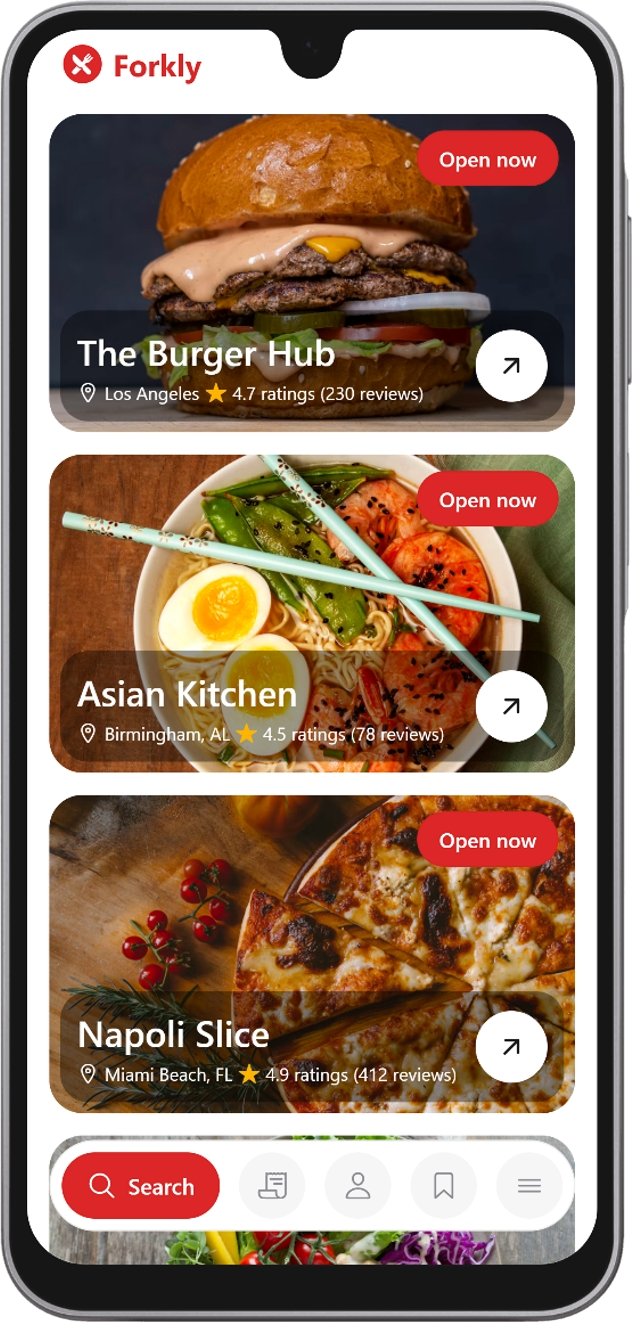 Forkly
Open now
The Burger Hub
Los Angeles ⭐ 4.7 ratings (230 reviews)
Open now
Asian Kitchen
Birmingham, AL ⭐ 4.5 ratings (78 reviews)
Open now
Napoli Slice
Miami Beach, FL ⭐ 4.9 ratings (412 reviews)
Search